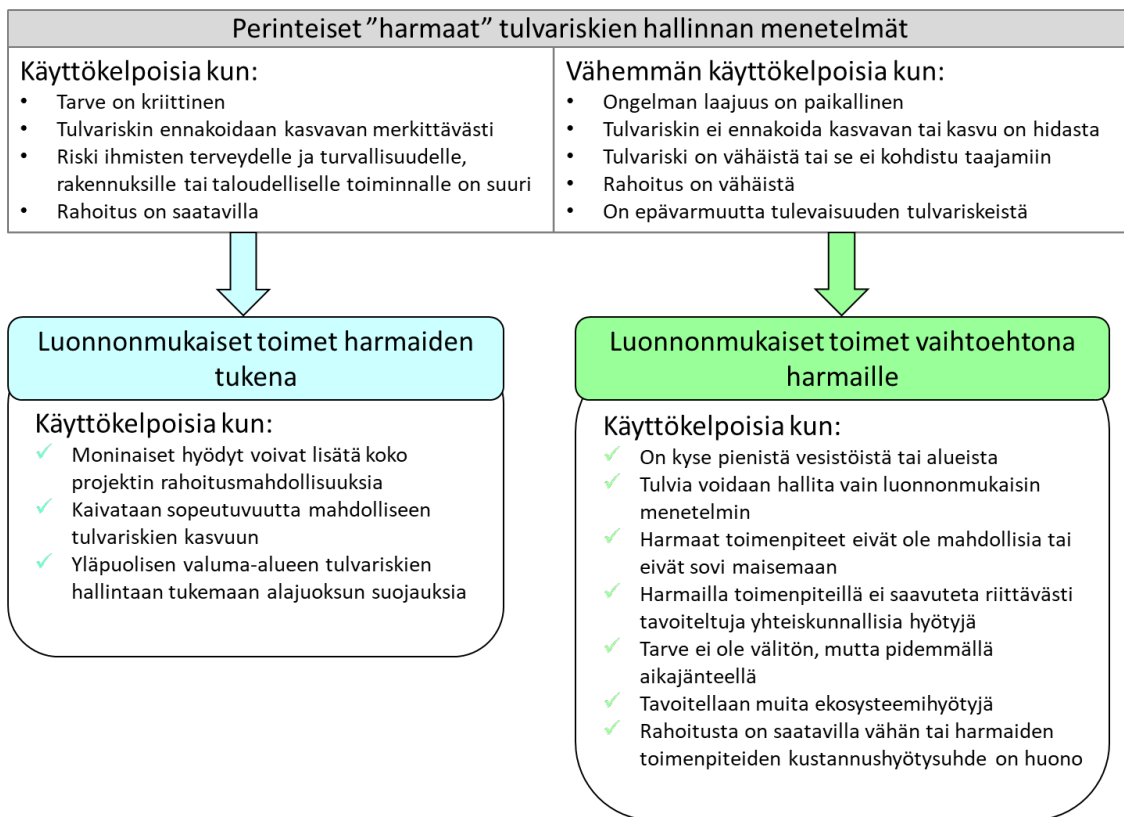 Perinteiset ”harmaat” tulvariskien hallinnan menetelmät
Käyttökelpoisia kun:
• Tarve on kriittinen
• Tulvariskin ennakoidaan kasvavan merkittävästi
• Riski ihmisten terveydelle ja turvallisuudelle,
rakennuksille tai taloudelliselle toiminnalle on suuri
• Rahoitus on saatavilla
Vähemmän käyttökelpoisia kun:
• Ongelman laajuus on paikallinen
• Tulvariskin ei ennakoida kasvavan tai kasvu on hidasta
• Tulvariski on vähäistä tai se ei kohdistu taajamiin
• Rahoitus on vähäistä
• On epävarmuutta tulevaisuuden tulvariskeistä
Luonnonmukaiset toimet harmaiden
tukena
Käyttökelpoisia kun:
✓ Moninaiset hyödyt voivat lisätä koko
projektin rahoitusmahdollisuuksia
✓ Kaivataan sopeutuvuutta mahdolliseen
tulvariskien kasvuun
✓ Yläpuolisen valuma-alueen tulvariskien
hallintaan tukemaan alajuoksun suojauksia
Luonnonmukaiset toimet vaihtoehtona
harmaille
Käyttökelpoisia kun:
✓ On kyse pienistä vesistöistä tai alueista
✓ Tulvia voidaan hallita vain luonnonmukaisin
menetelmin
✓ Harmaat toimenpiteet eivät ole mahdollisia tai
eivät sovi maisemaan
✓ Harmailla toimenpiteillä ei saavuteta riittävästi
tavoiteltuja yhteiskunnallisia hyötyjä
✓ Tarve ei ole välitön, mutta pidemmällä
aikajänteellä
✓ Tavoitellaan muita ekosysteemihyötyjä
✓ Rahoitusta on saatavilla vähän tai harmaiden
toimenpiteiden kustannushyötysuhde on huono